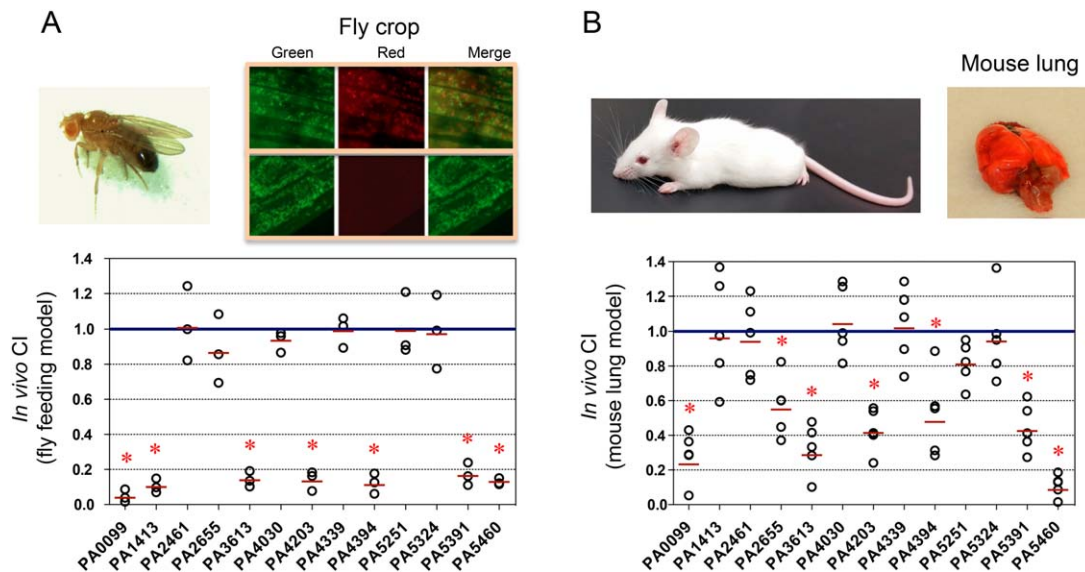 A
Fly crop
Green Red Merge
In vivo CI
(fly feeding model)
1.4
1.2
1.0
0.8
0.6
0.4
0.2
0.0
* * * * * * *
PA0099 PA1413 PA2461 PA2655 PA3613 PA4030 PA4203 PA4339 PA4394 PA5251 PA5324 PA5391 PA5460
B
Mouse lung
In vivo CI
(mouse lung model)
1.4
1.2
1.0
0.8
0.6
0.4
0.2
0.0
* * * * * * *
PA0099 PA1413 PA2461 PA2655 PA3613 PA4030 PA4203 PA4339 PA4394 PA5251 PA5324 PA5391 PA5460